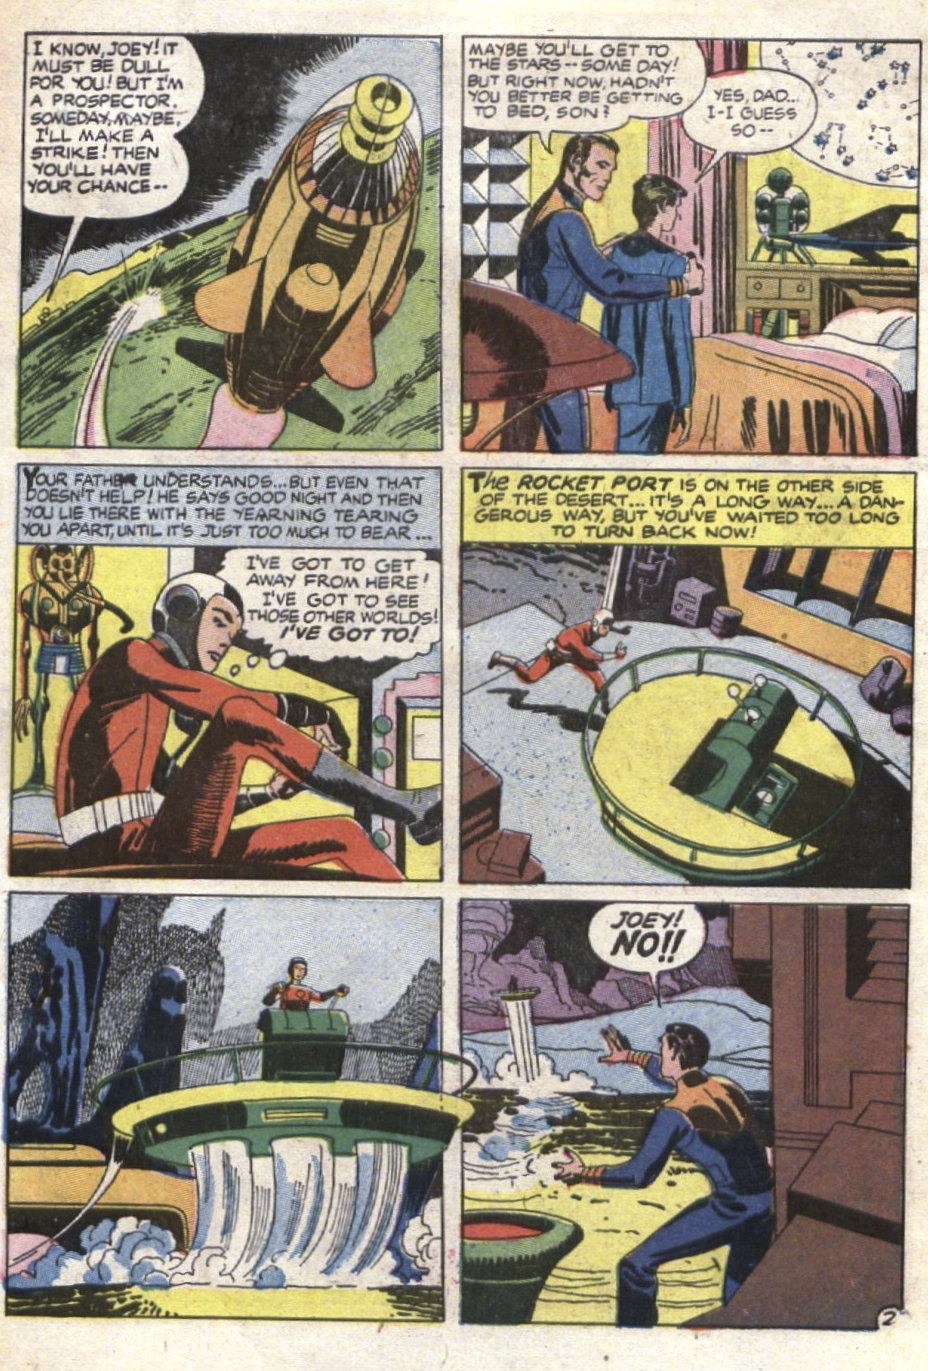 I KNOW, JOEY! IT
MUST BE DULL
FOR YOU! BUT I'M
A PROSPECTOR.
SOMEDAY, MAYBE,
I'LL MAKE A
STRIKE! THEN
YOU'LL HAVE
YOUR CHANCE--
MAYBE YOU'LL GET TO
THE STARS -- SOME DAY!
BUT RIGHT NOW, HADN'T
YOU BETTER BE GETTING
TO BED, SON?
YES, DAD...
I-I GUESS
SO--
YOUR FATHER UNDERSTANDS... BUT EVEN THAT
DOESN'T HELP! HE SAYS GOOD NIGHT AND THEN
YOU LIE THERE WITH THE YEARNING TEARING
YOU APART, UNTIL IT'S JUST TOO MUCH TO BEAR...
I'VE GOT TO GET
AWAY FROM HERE!
I'VE GOT TO SEE
THOSE OTHER WORLDS!
I'VE GOT TO!
THE ROCKET PORT IS ON THE OTHER SIDE
OF THE DESERT... IT'S A LONG WAY... A DAN-
GEROUS WAY, BUT YOU'VE WAITED TOO LONG
TO TURN BACK NOW!
JOEY!
NO!!
2